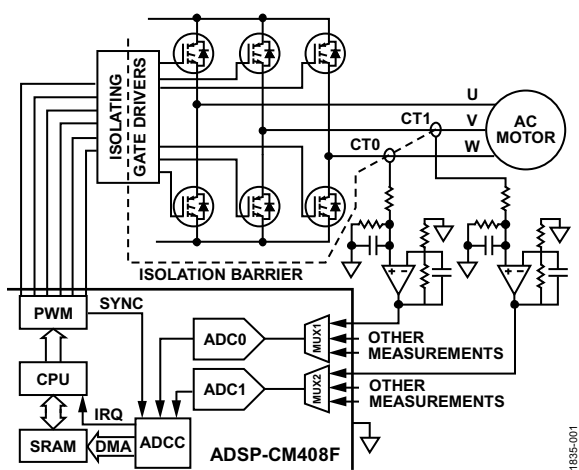 ISOLATING
GATE DRIVERS
U
V
W
AC
MOTOR
CT1
CT0
ISOLATION BARRIER
+ −
+ −
PWM
SYNC
CPU
IRQ
SRAM
DMA
ADCC
ADC0
ADC1
MUX1
MUX2
OTHER
MEASUREMENTS
OTHER
MEASUREMENTS
ADSP-CM408F
1835-001